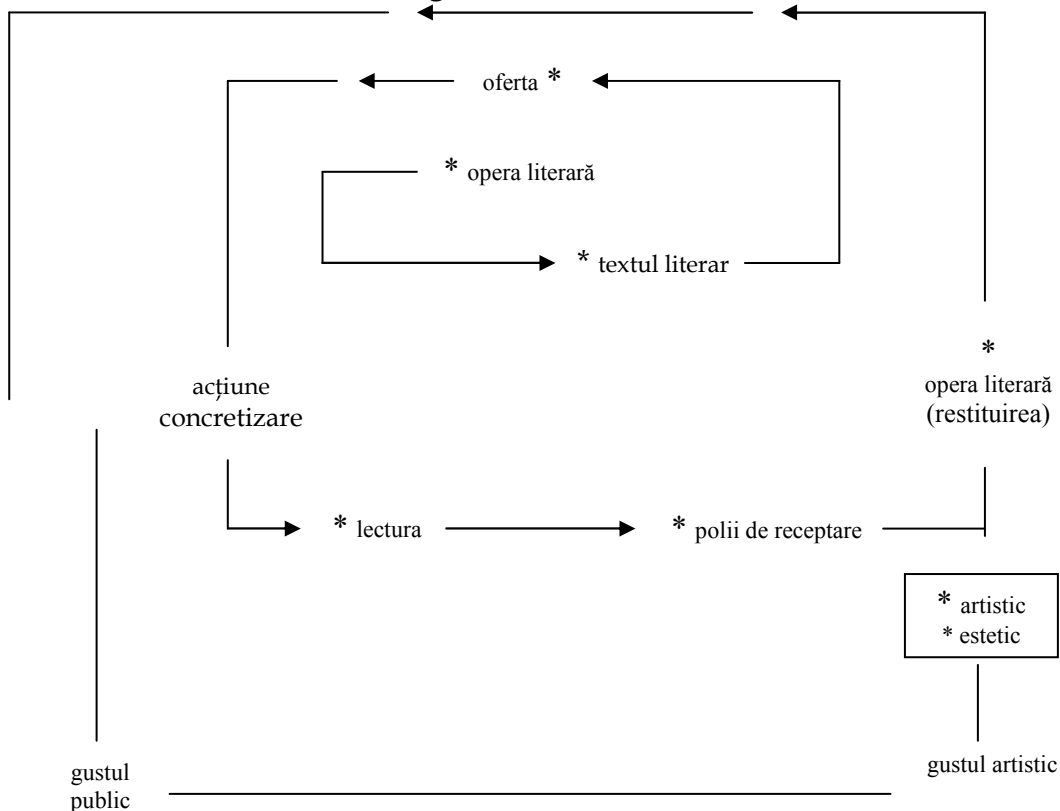 oferta *
* opera literară
* textul literar
*
acțiune
concretizare
opera literară
(restituirea)
* lectura
* polii de receptare
* artistic
* estetic
gustul
public
gustul artistic